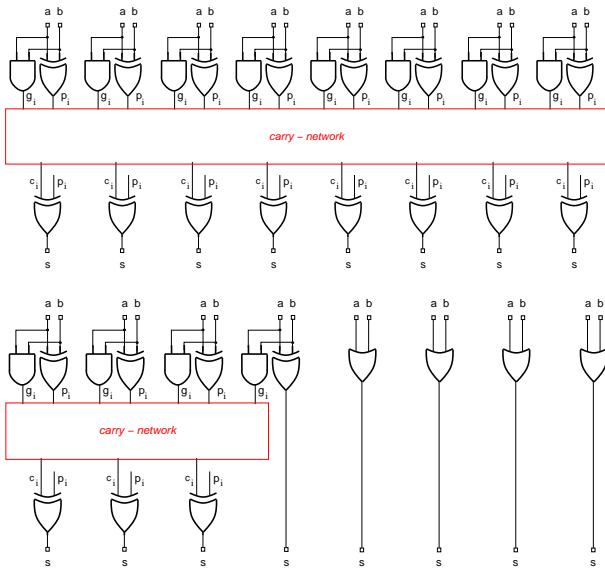 a b a b a b a b a b a b a b a b
g i p i g i p i g i p i g i p i g i p i g i p i g i p i g i p i
carry – network
c i p i c i p i c i p i c i p i c i p i c i p i c i p i c i p i
s s s s s s s s
a b a b a b a b a b a b a b a b
g i p i g i p i g i p i g i
carry – network
c i p i c i p i c i p i
s s s s s s s s